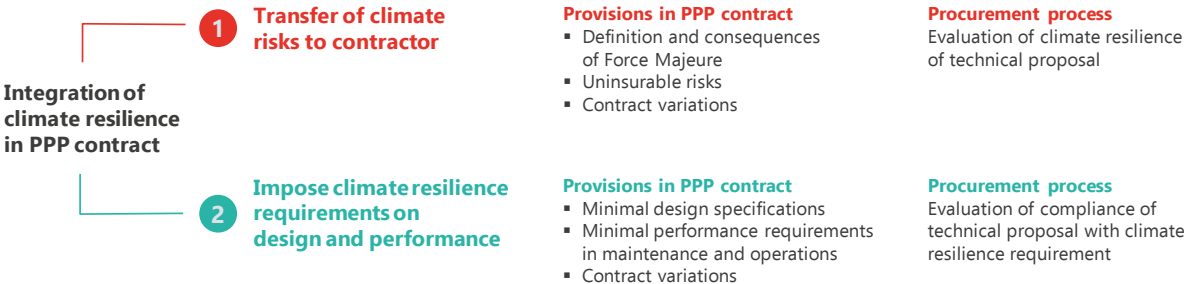 Integration of
climate resilience
in PPP contract
1
Transfer of climate
risks to contractor
Provisions in PPP contract
▪ Definition and consequences
of Force Majeure
▪ Uninsurable risks
▪ Contract variations
Procurement process
Evaluation of climate resilience
of technical proposal
2
Impose climate resilience
requirements on
design and performance
Provisions in PPP contract
▪ Minimal design specifications
▪ Minimal performance requirements
in maintenance and operations
▪ Contract variations
Procurement process
Evaluation of compliance of
technical proposal with climate
resilience requirement